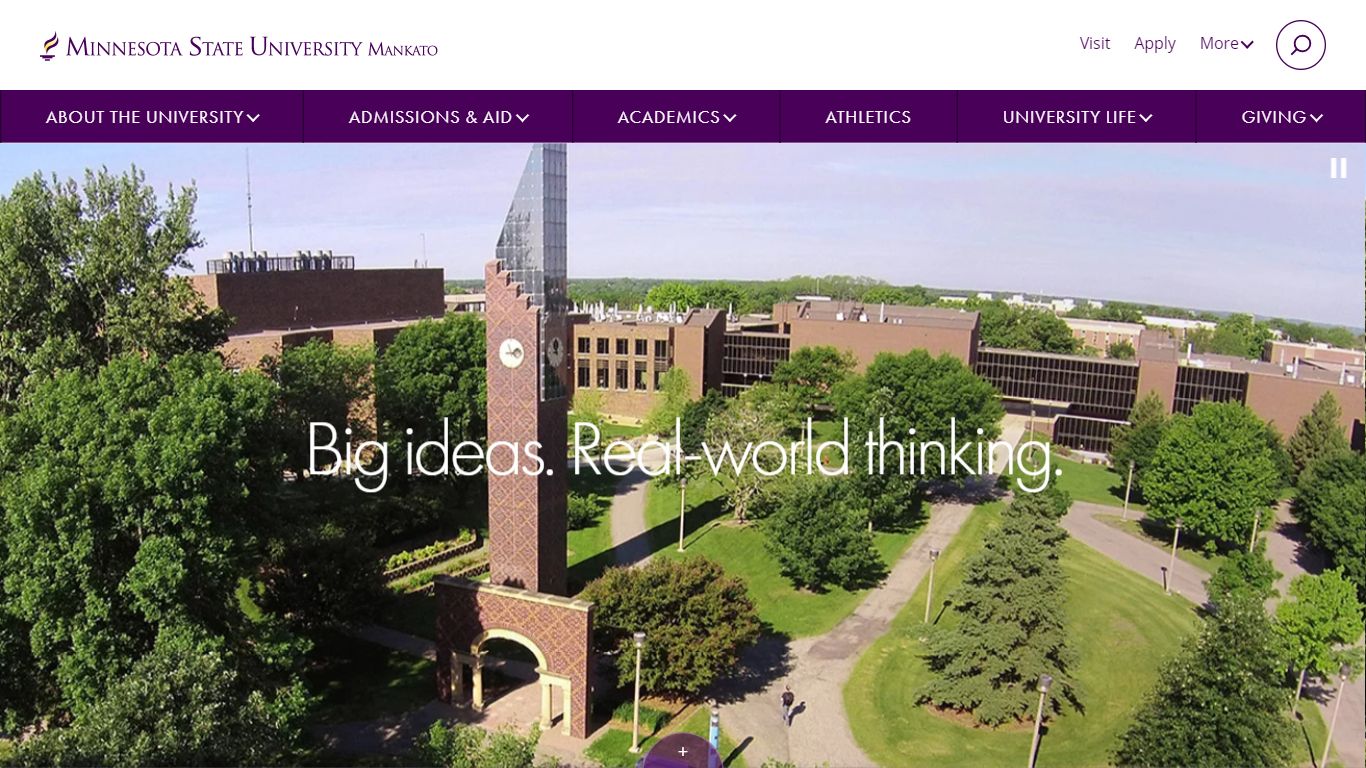 MINNESOTA STATE UNIVERSITY MANKATO
Visit Apply More
ABOUT THE UNIVERSITY ADMISSIONS & AID ACADEMICS ATHLETICS UNIVERSITY LIFE GIVING
Big ideas. Real-world thinking.
+